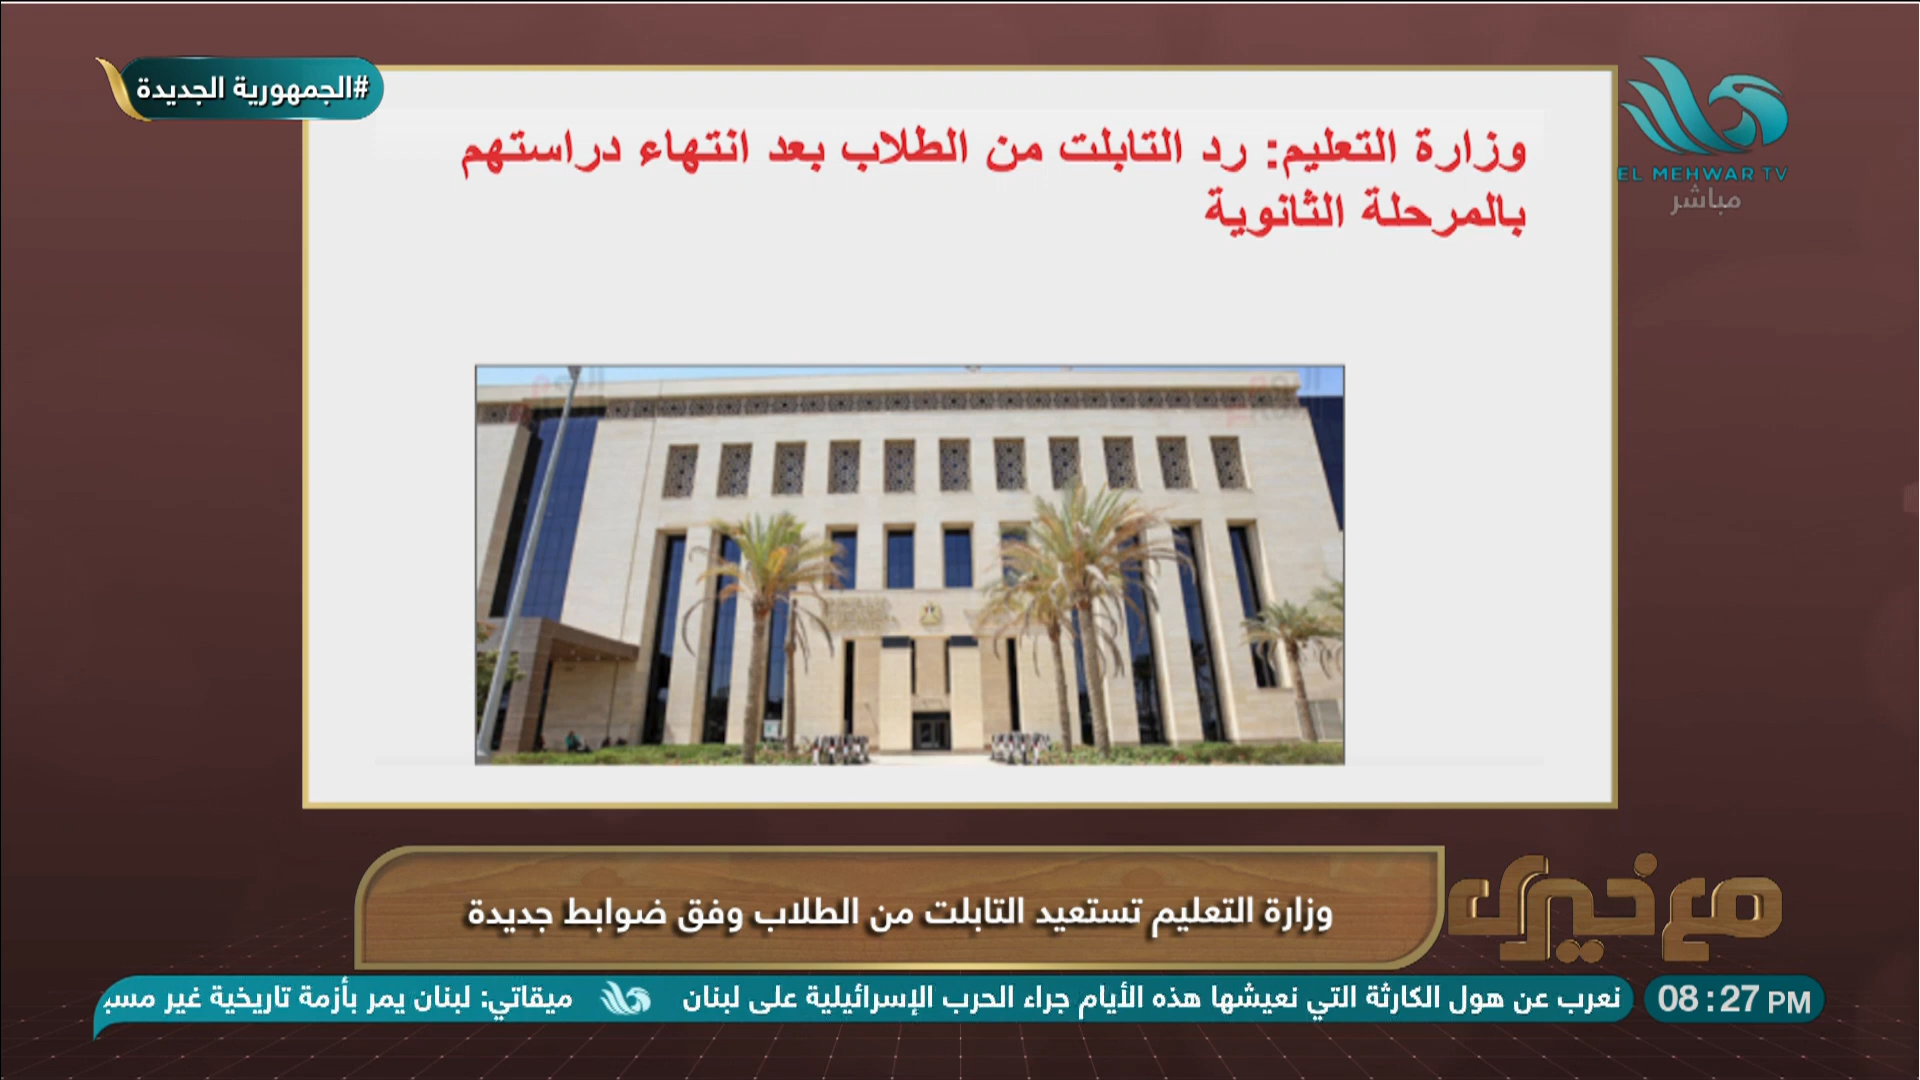 #الجمهورية الجديدة
EL MEHWAR TV
مباشر
وزارة التعليم: رد التابلت من الطلاب بعد انتهاء دراستهم
بالمرحلة الثانوية
وزارة التعليم تستعيد التابلت من الطلاب وفق ضوابط جديدة
مع خيري
08:27 PM
نعرب عن هول الكارثة التي نعيشها هذه الأيام جراء الحرب الإسرائيلية على لبنان
ميقاتي: لبنان يمر بأزمة تاريخية غير